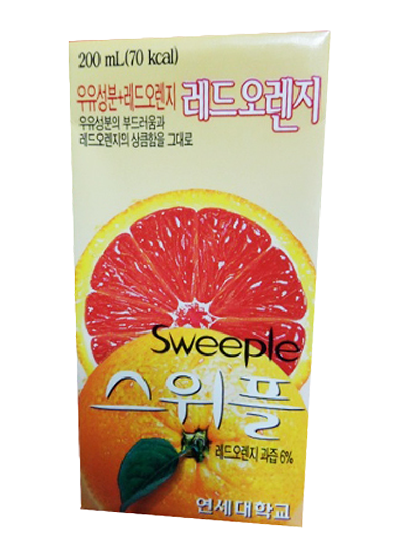 200 mL(70 kcal)
우유성분+레드오렌지 레드오렌지
우유성분의 부드러움과
레드오렌지의 상큼함을 그대로
Sweeple
스위플
레드오렌지 과즙 6%
연세대학교